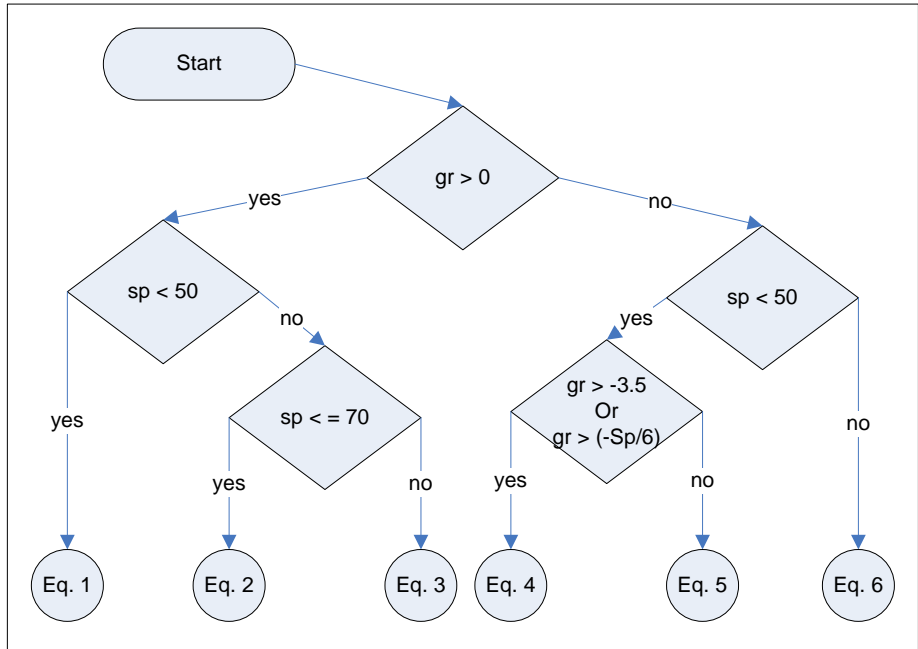 Start
gr > 0
yes
no
sp < 50
sp < 50
no
yes
sp < = 70
gr > -3.5
Or
gr > (-Sp/6)
yes
no
yes
no
yes
no
Eq. 1
Eq. 2
Eq. 3
Eq. 4
Eq. 5
Eq. 6